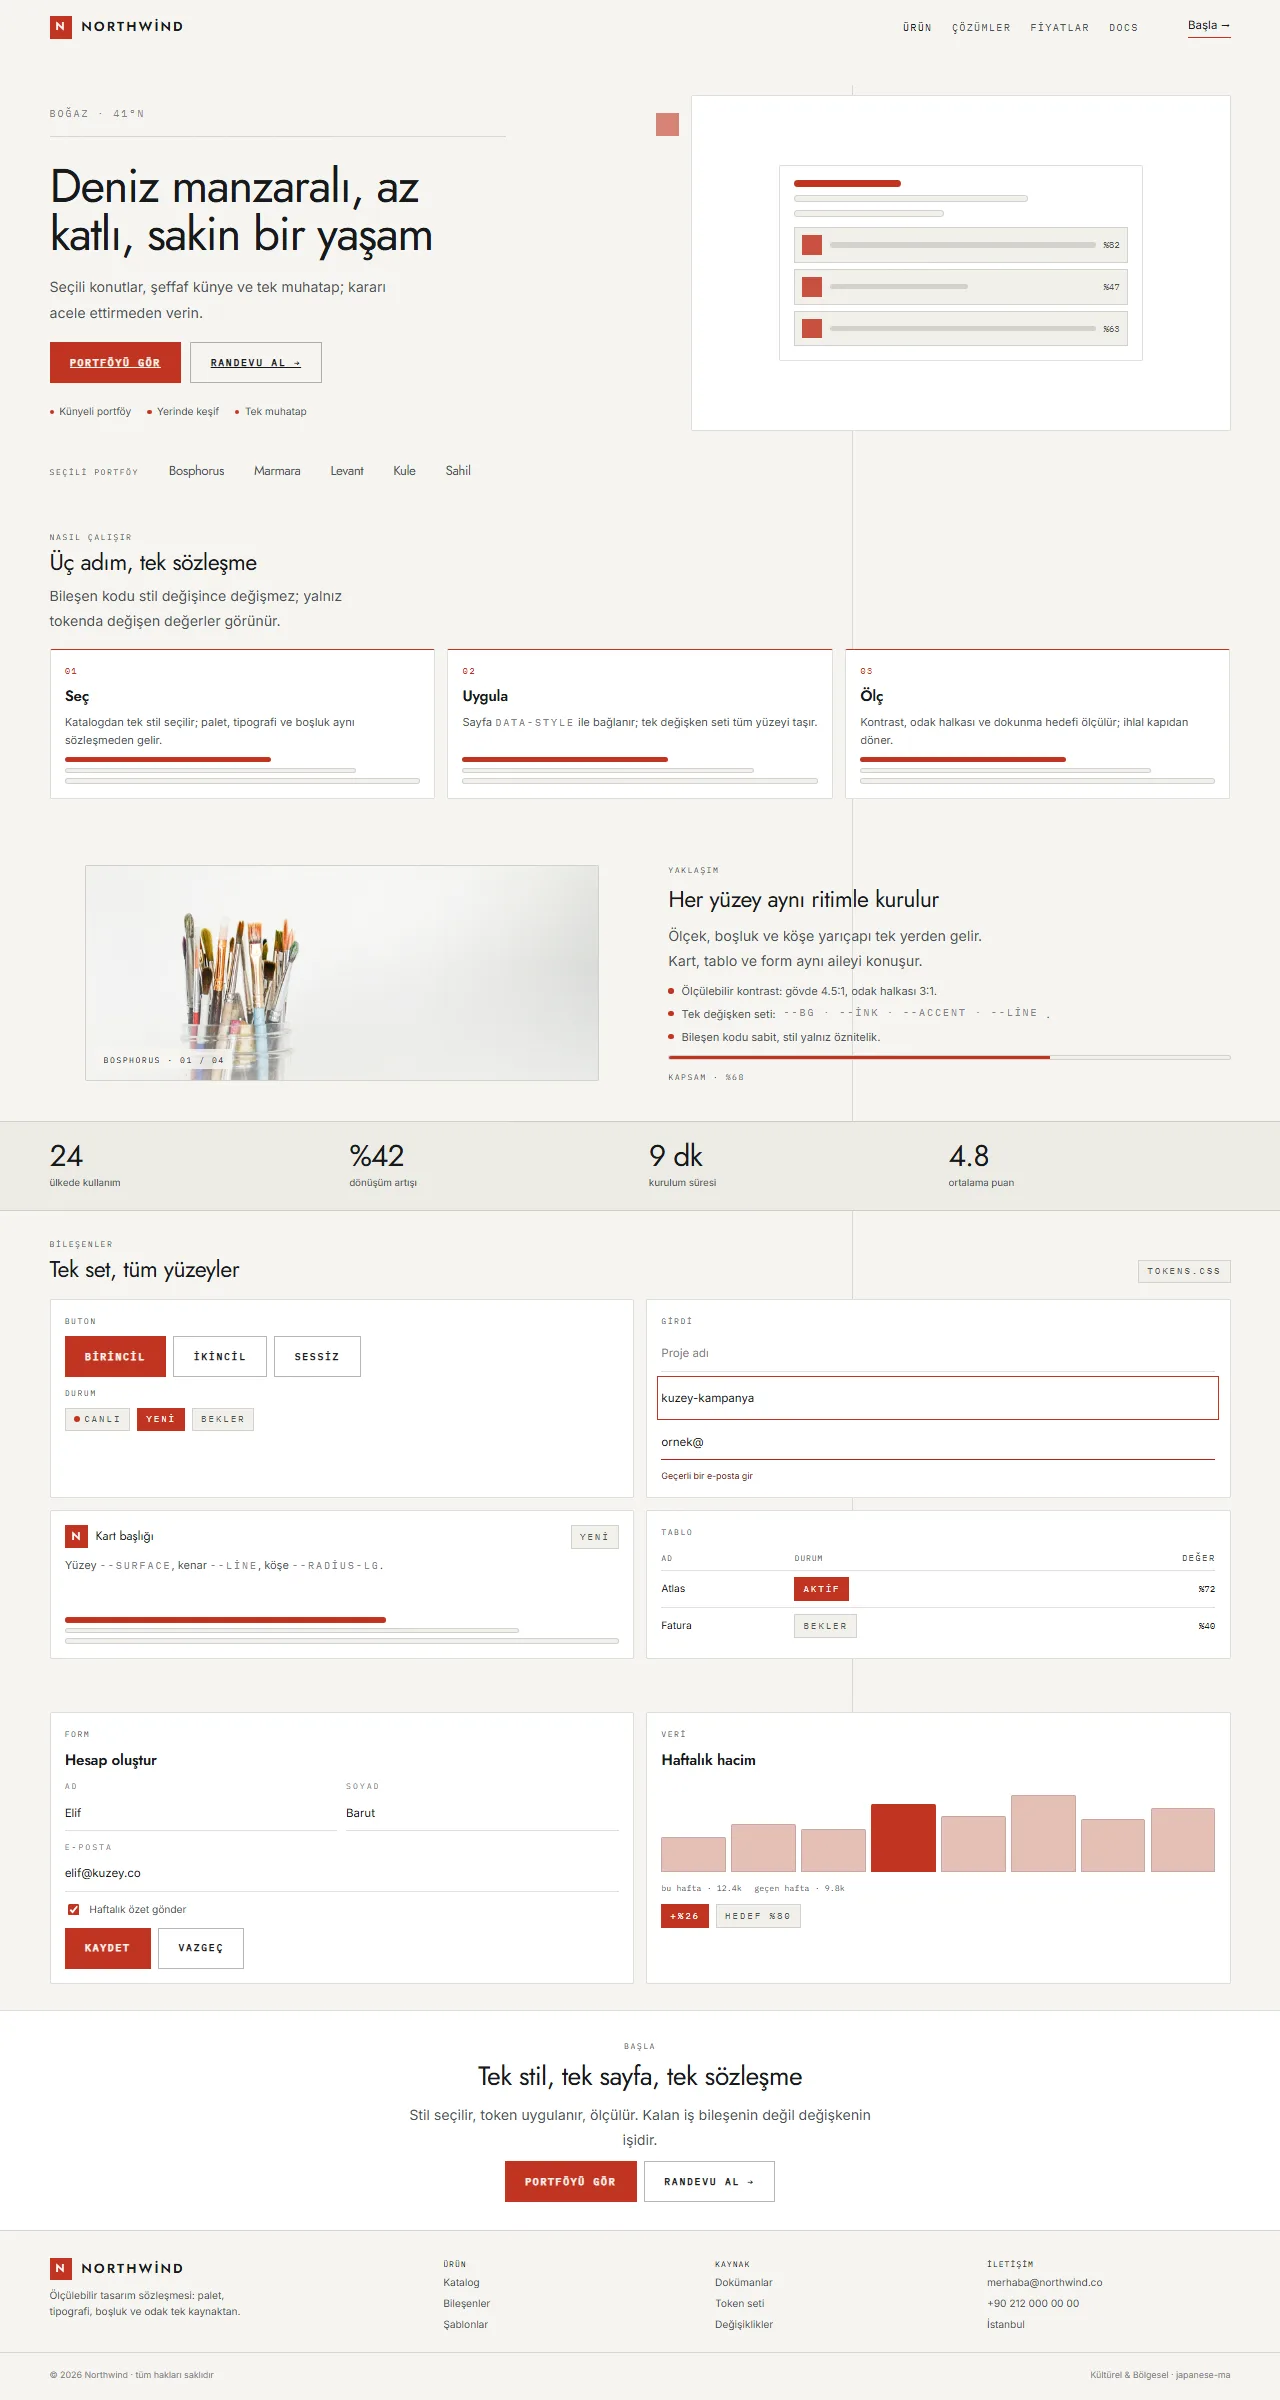 N NORTHWİND
ÜRÜN ÇÖZÜMLER FİYATLAR DOCS Başla →
BOĞAZ · 41°N
Deniz manzaralı, az
katlı, sakin bir yaşam
Seçili konutlar, şeffaf künye ve tek muhatap; kararı
acele ettirmeden verin.
PORTFÖYÜ GÖR RANDEVU AL →
Künyeli portföy Yerinde keşif Tek muhatap
%82
%47
%63
SEÇİLİ PORTFÖY Bosphorus Marmara Levant Kule Sahil
NASIL ÇALIŞIR
Üç adım, tek sözleşme
Bileşen kodu stil değişince değişmez; yalnız
tokenda değişen değerler görünür.
01
Seç
Katalogdan tek stil seçilir; palet, tipografi ve boşluk aynı
sözleşmeden gelir.
02
Uygula
Sayfa DATA-STYLE ile bağlanır; tek değişken seti tüm yüzeyi taşır.
03
Ölç
Kontrast, odak halkası ve dokunma hedefi ölçülür; ihlal kapıdan
döner.
BOSPHORUS · 01 / 04
YAKLAŞIM
Her yüzey aynı ritimle kurulur
Ölçek, boşluk ve köşe yarıçapı tek yerden gelir.
Kart, tablo ve form aynı aileyi konuşur.
Ölçülebilir kontrast: gövde 4.5:1, odak halkası 3:1.
Tek değişken seti: --BG · --İNK · --ACCENT · --LİNE .
Bileşen kodu sabit, stil yalnız öznitelik.
KAPSAM · %68
24
ülkede kullanım
%42
dönüşüm artışı
9 dk
kurulum süresi
4.8
ortalama puan
BİLEŞENLER
Tek set, tüm yüzeyler
TOKENS.CSS
BUTON
BİRİNCİL İKİNCİL SESSİZ
DURUM
CANLI YENİ BEKLER
GİRDİ
Proje adı
kuzey-kampanya
ornek@
Geçerli bir e-posta gir
N Kart başlığı YENİ
Yüzey --SURFACE, kenar --LİNE, köşe --RADİUS-LG.
TABLO
AD DURUM DEĞER
Atlas AKTİF %72
Fatura BEKLER %40
FORM
Hesap oluştur
AD SOYAD
Elif Barut
E-POSTA
elif@kuzey.co
Haftalık özet gönder
KAYDET VAZGEÇ
VERİ
Haftalık hacim
bu hafta · 12.4k geçen hafta · 9.8k
+%26 HEDEF %80
BAŞLA
Tek stil, tek sayfa, tek sözleşme
Stil seçilir, token uygulanır, ölçülür. Kalan iş bileşenin değil değişkenin
işidir.
PORTFÖYÜ GÖR RANDEVU AL →
N NORTHWİND
Ölçülebilir tasarım sözleşmesi: palet,
tipografi, boşluk ve odak tek kaynaktan.
ÜRÜN
Katalog
Bileşenler
Şablonlar
KAYNAK
Dokümanlar
Token seti
Değişiklikler
İLETİŞİM
merhaba@northwind.co
+90 212 000 00 00
İstanbul
© 2026 Northwind · tüm hakları saklıdır
Kültürel & Bölgesel · japanese-ma